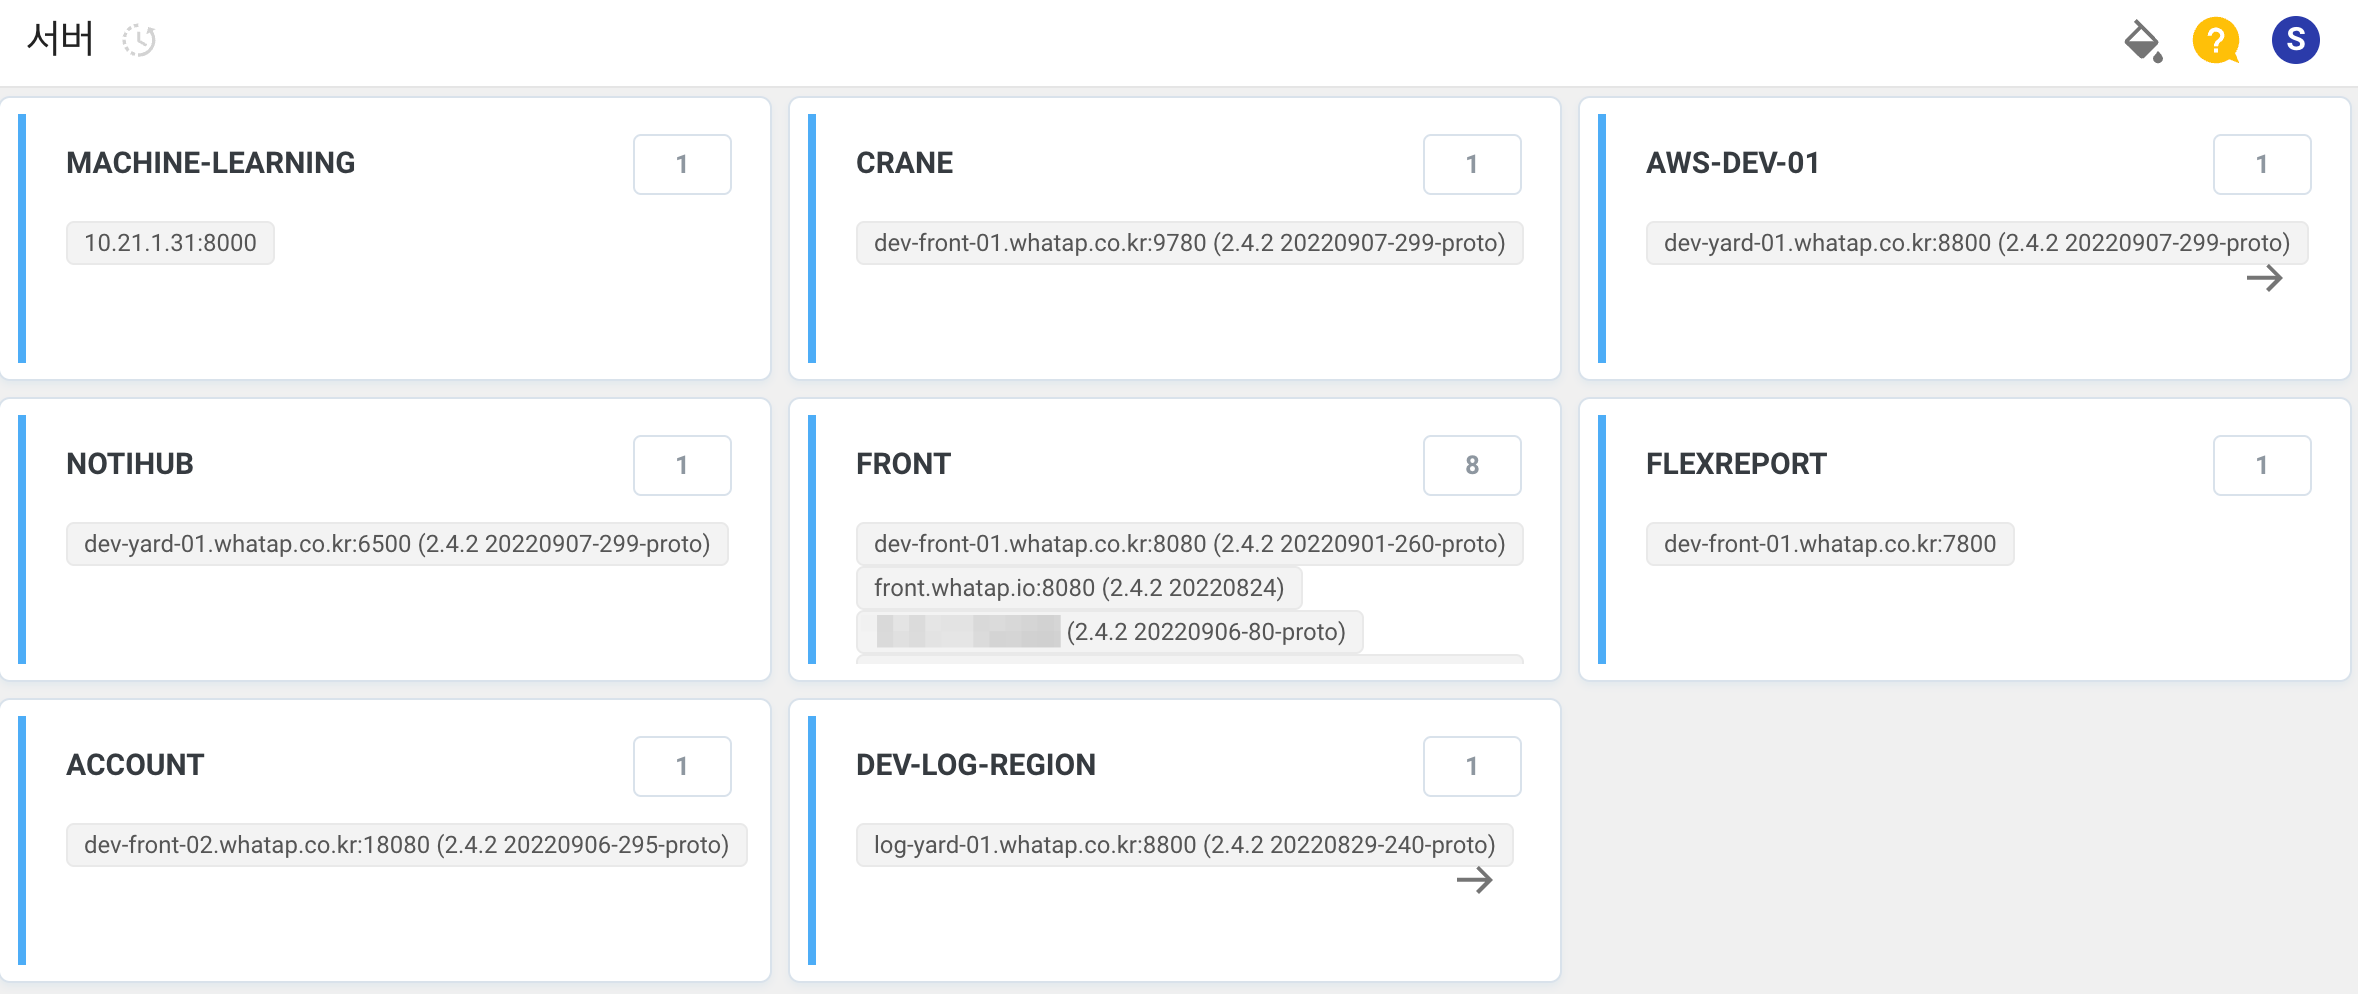 서버
?
S
MACHINE-LEARNING
1
10.21.1.31:8000
CRANE
1
dev-front-01.whatap.co.kr:9780 (2.4.2 20220907-299-proto)
AWS-DEV-01
1
dev-yard-01.whatap.co.kr:8800 (2.4.2 20220907-299-proto)
NOTIHUB
1
dev-yard-01.whatap.co.kr:6500 (2.4.2 20220907-299-proto)
FRONT
8
dev-front-01.whatap.co.kr:8080 (2.4.2 20220901-260-proto)
front.whatap.io:8080 (2.4.2 20220824)
(2.4.2 20220906-80-proto)
FLEXREPORT
1
dev-front-01.whatap.co.kr:7800
ACCOUNT
1
dev-front-02.whatap.co.kr:18080 (2.4.2 20220906-295-proto)
DEV-LOG-REGION
1
log-yard-01.whatap.co.kr:8800 (2.4.2 20220829-240-proto)